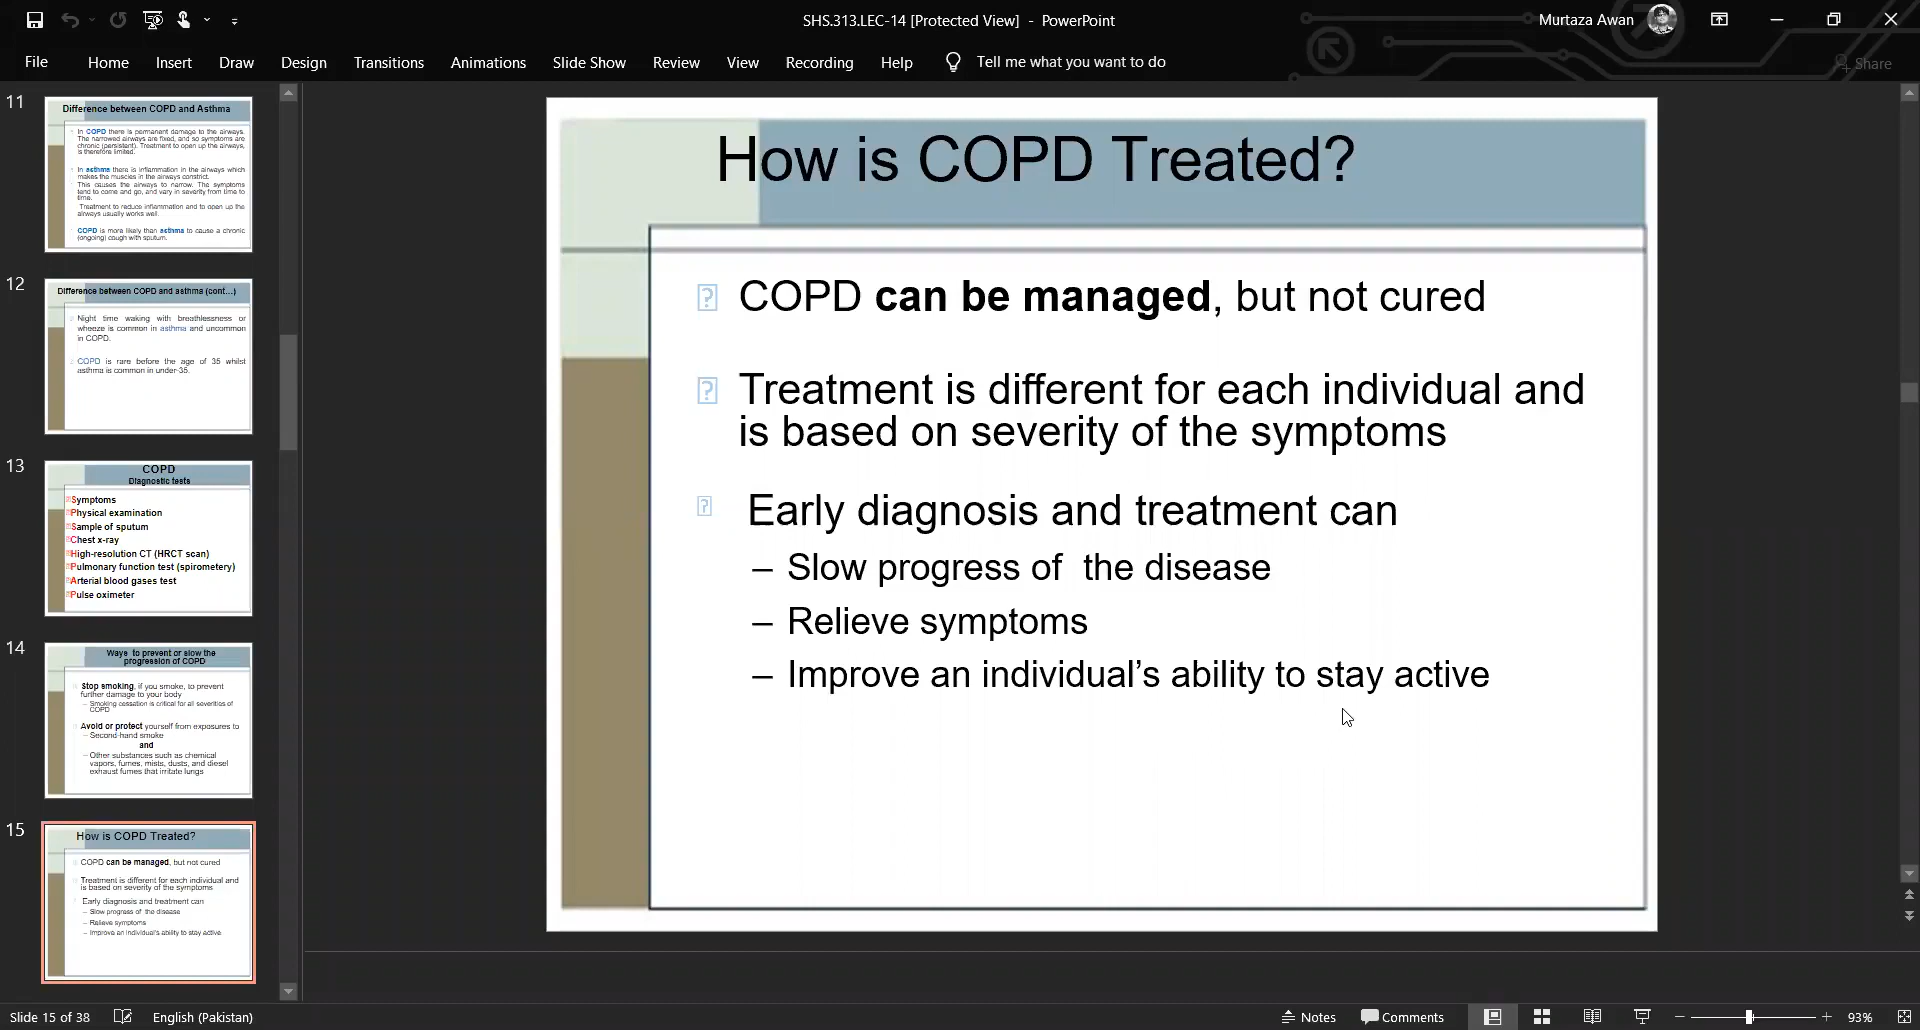 SHS.313.LEC-14 [Protected View] - PowerPoint
Murtaza Awan
File Home Insert Draw Design Transitions Animations Slide Show Review View Recording Help Tell me what you want to do
Share
11
Difference between COPD and Asthma
In COPD there is permanent damage to the airways.
The narrowed airways are fixed, and so symptoms are
chronic (persistent). Treatment to open up the airways,
is therefore limited.
In asthma there is inflammation in the airways which
makes the muscles in the airways constrict.
This causes the airways to narrow. The symptoms
tend to come and go, and vary in severity from time to
time.
Treatment to reduce inflammation and to open up the
airways usually works well.
COPD is more likely than asthma to cause a chronic
(ongoing) cough with sputum.
12
Difference between COPD and asthma (cont...)
Night time waking with breathlessness or
wheeze is common in asthma and uncommon
in COPD.
COPD is rare before the age of 35 whilst
asthma is common in under-35.
13
COPD
Diagnostic tests
Symptoms
Physical examination
Sample of sputum
Chest x-ray
High-resolution CT (HRCT scan)
Pulmonary function test (spirometery)
Arterial blood gases test
Pulse oximeter
14
Ways to prevent or slow the
progression of COPD
Stop smoking, if you smoke, to prevent
further damage to your body
– Smoking cessation is critical for all severities of
COPD
Avoid or protect yourself from exposures to
– Second-hand smoke
and
– Other substances such as chemical
vapors, fumes, mists, dusts, and diesel
exhaust fumes that irritate lungs
15
How is COPD Treated?
COPD can be managed, but not cured
Treatment is different for each individual and
is based on severity of the symptoms
Early diagnosis and treatment can
– Slow progress of the disease
– Relieve symptoms
– Improve an individual's ability to stay active
How is COPD Treated?
COPD can be managed, but not cured
Treatment is different for each individual and
is based on severity of the symptoms
Early diagnosis and treatment can
– Slow progress of the disease
– Relieve symptoms
– Improve an individual’s ability to stay active
Slide 15 of 38 English (Pakistan) Notes Comments 93%